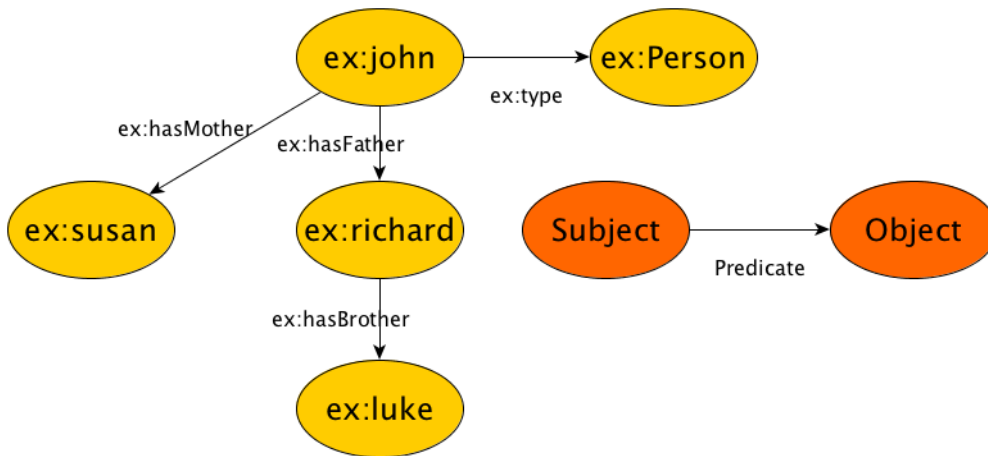 ex:john
ex:Person
ex:type
ex:hasMother
ex:hasFather
ex:susan
ex:richard
Subject
Object
Predicate
ex:hasBrother
ex:luke